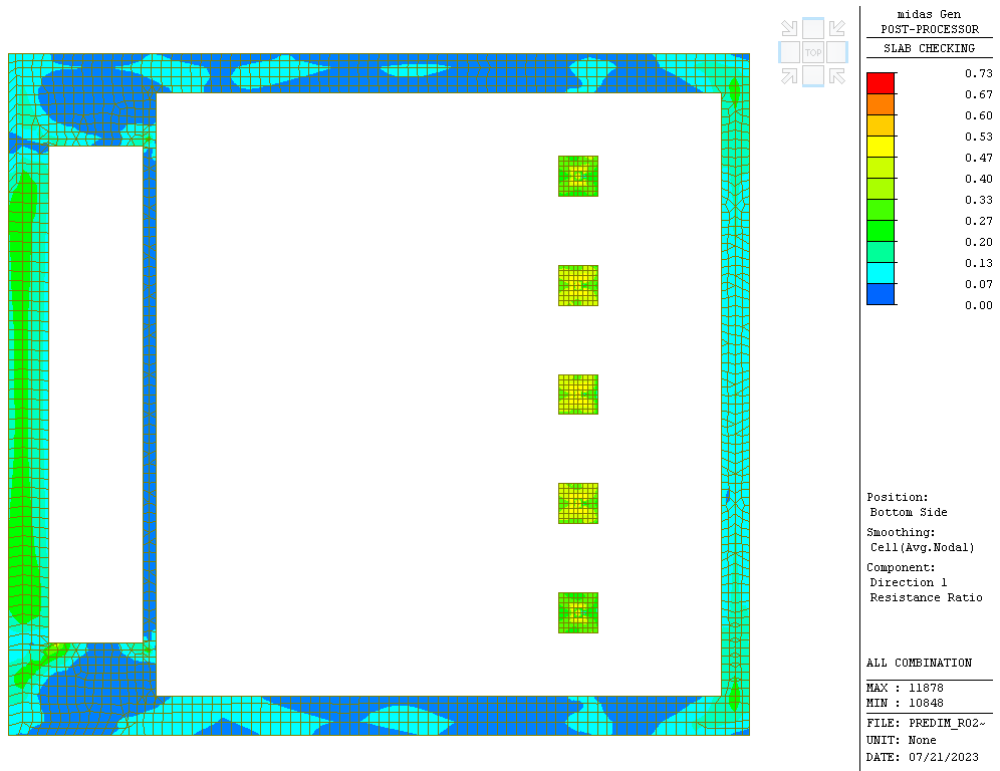 midas Gen
POST-PROCESSOR
SLAB CHECKING
TOP
0.73
0.67
0.60
0.53
0.47
0.40
0.33
0.27
0.20
0.13
0.07
0.00
Position:
Bottom Side
Smoothing:
Cell(Avg.Nodal)
Component:
Direction 1
Resistance Ratio
ALL COMBINATION
MAX : 11878
MIN : 10848
FILE: PREDIM_R02~
UNIT: None
DATE: 07/21/2023